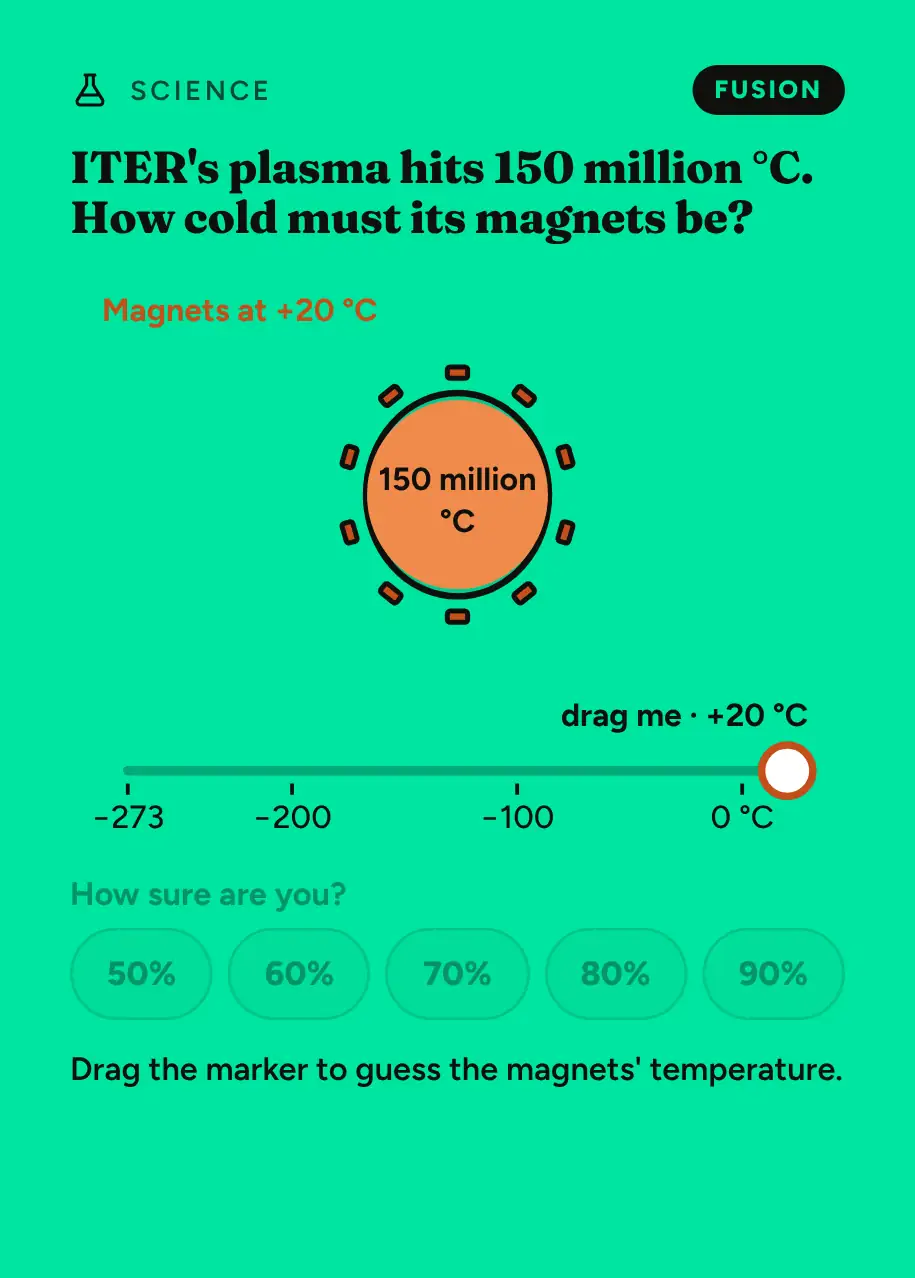 SCIENCE
FUSION
ITER's plasma hits 150 million °C.
How cold must its magnets be?
Magnets at +20 °C
150 million
°C
drag me · +20 °C
−273
−200
−100
0 °C
How sure are you?
50%
60%
70%
80%
90%
Drag the marker to guess the magnets' temperature.